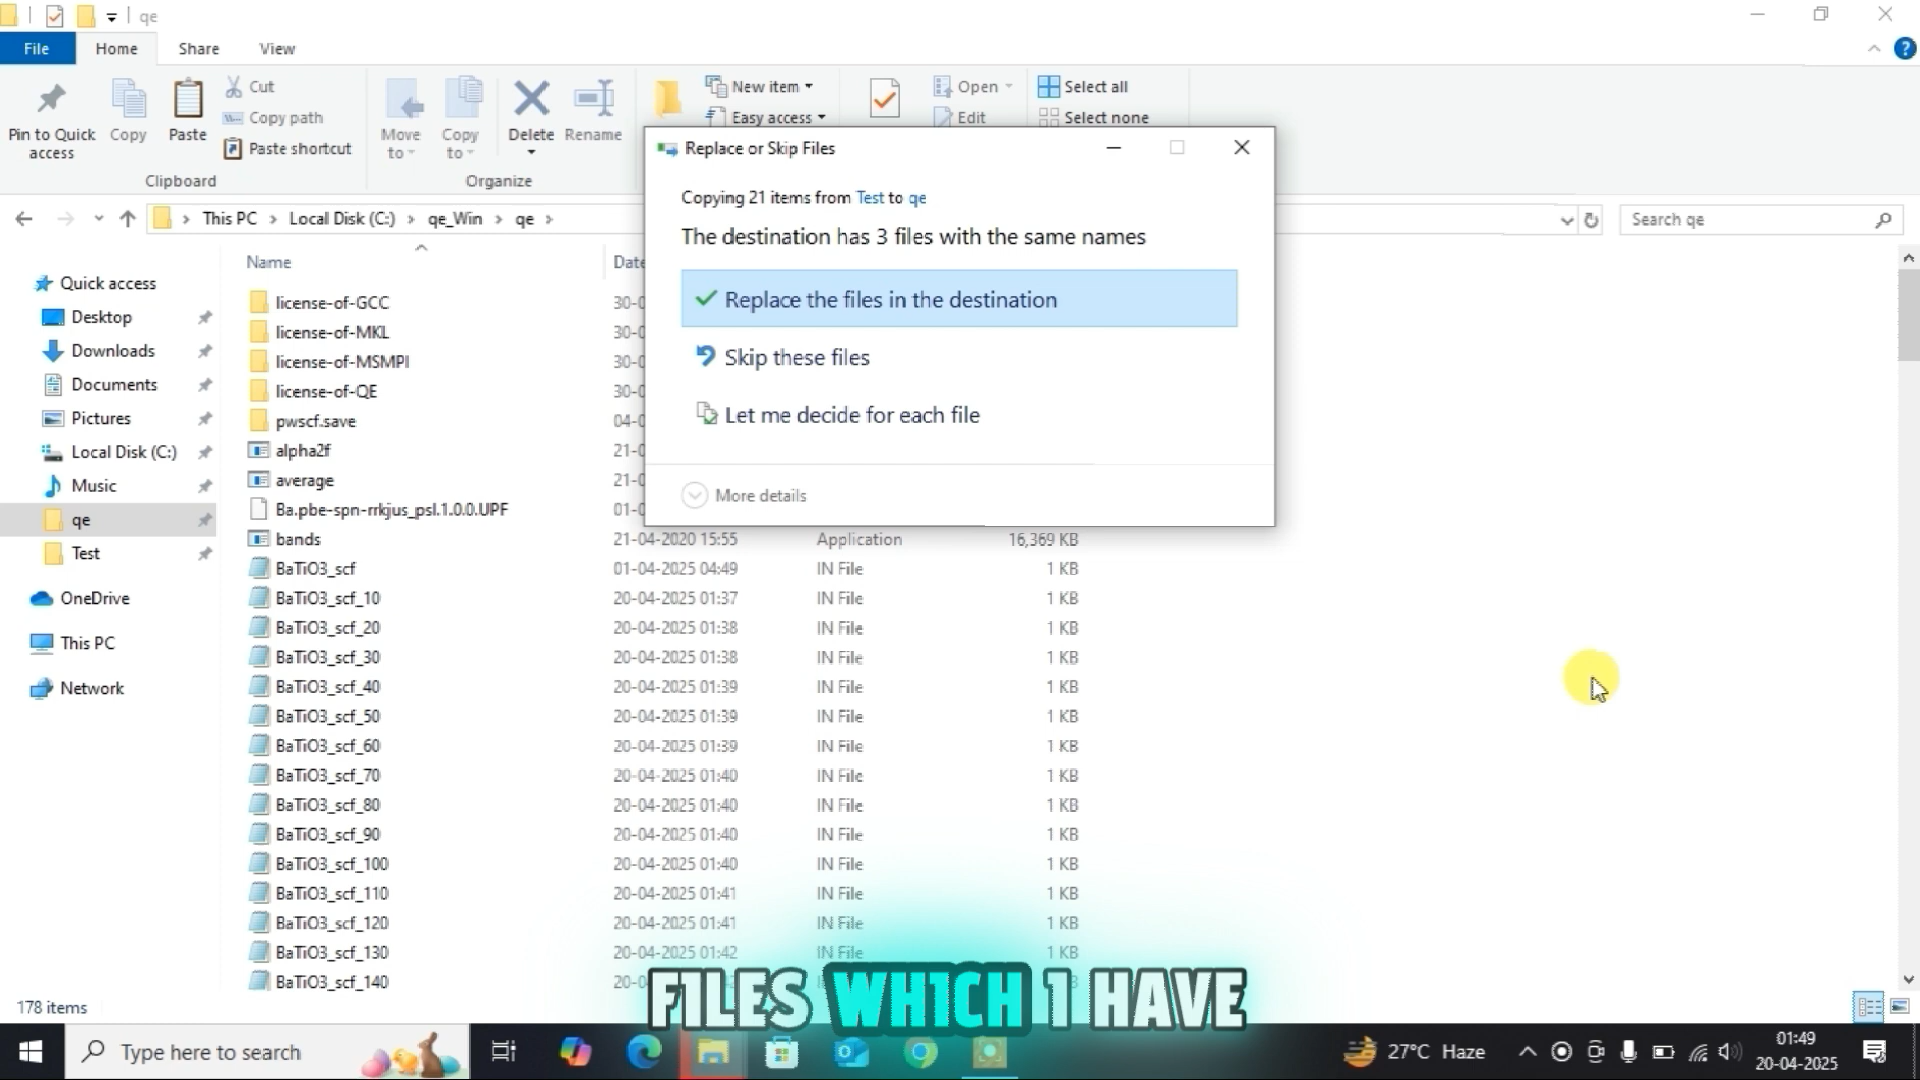 qe
File Home Share View
Pin to Quick access
Copy
Paste
Cut
Copy path
Paste shortcut
Clipboard
Move to
Copy to
Delete
Rename
Organize
New item
Easy access
Open
Edit
Select all
Select none
This PC > Local Disk (C:) > qe_Win > qe >
Search qe
Replace or Skip Files
Copying 21 items from Test to qe
The destination has 3 files with the same names
Replace the files in the destination
Skip these files
Let me decide for each file
More details
Quick access
Desktop
Downloads
Documents
Pictures
Local Disk (C:)
Music
qe
Test
OneDrive
This PC
Network
Name Date
license-of-GCC 30-0
license-of-MKL 30-0
license-of-MSMPI 30-0
license-of-QE 30-0
pwscf.save 04-0
alpha2f 21-0
average 21-0
Ba.pbe-spn-rrkjus_psl.1.0.0.UPF 01-0
bands 21-04-2020 15:55 Application 16,369 KB
BaTiO3_scf 01-04-2025 04:49 IN File 1 KB
BaTiO3_scf_10 20-04-2025 01:37 IN File 1 KB
BaTiO3_scf_20 20-04-2025 01:38 IN File 1 KB
BaTiO3_scf_30 20-04-2025 01:38 IN File 1 KB
BaTiO3_scf_40 20-04-2025 01:39 IN File 1 KB
BaTiO3_scf_50 20-04-2025 01:39 IN File 1 KB
BaTiO3_scf_60 20-04-2025 01:39 IN File 1 KB
BaTiO3_scf_70 20-04-2025 01:40 IN File 1 KB
BaTiO3_scf_80 20-04-2025 01:40 IN File 1 KB
BaTiO3_scf_90 20-04-2025 01:40 IN File 1 KB
BaTiO3_scf_100 20-04-2025 01:40 IN File 1 KB
BaTiO3_scf_110 20-04-2025 01:41 IN File 1 KB
BaTiO3_scf_120 20-04-2025 01:41 IN File 1 KB
BaTiO3_scf_130 20-04-2025 01:42 IN File 1 KB
BaTiO3_scf_140
FILES WHICH I HAVE
178 items
Type here to search
27°C Haze
01:49
20-04-2025